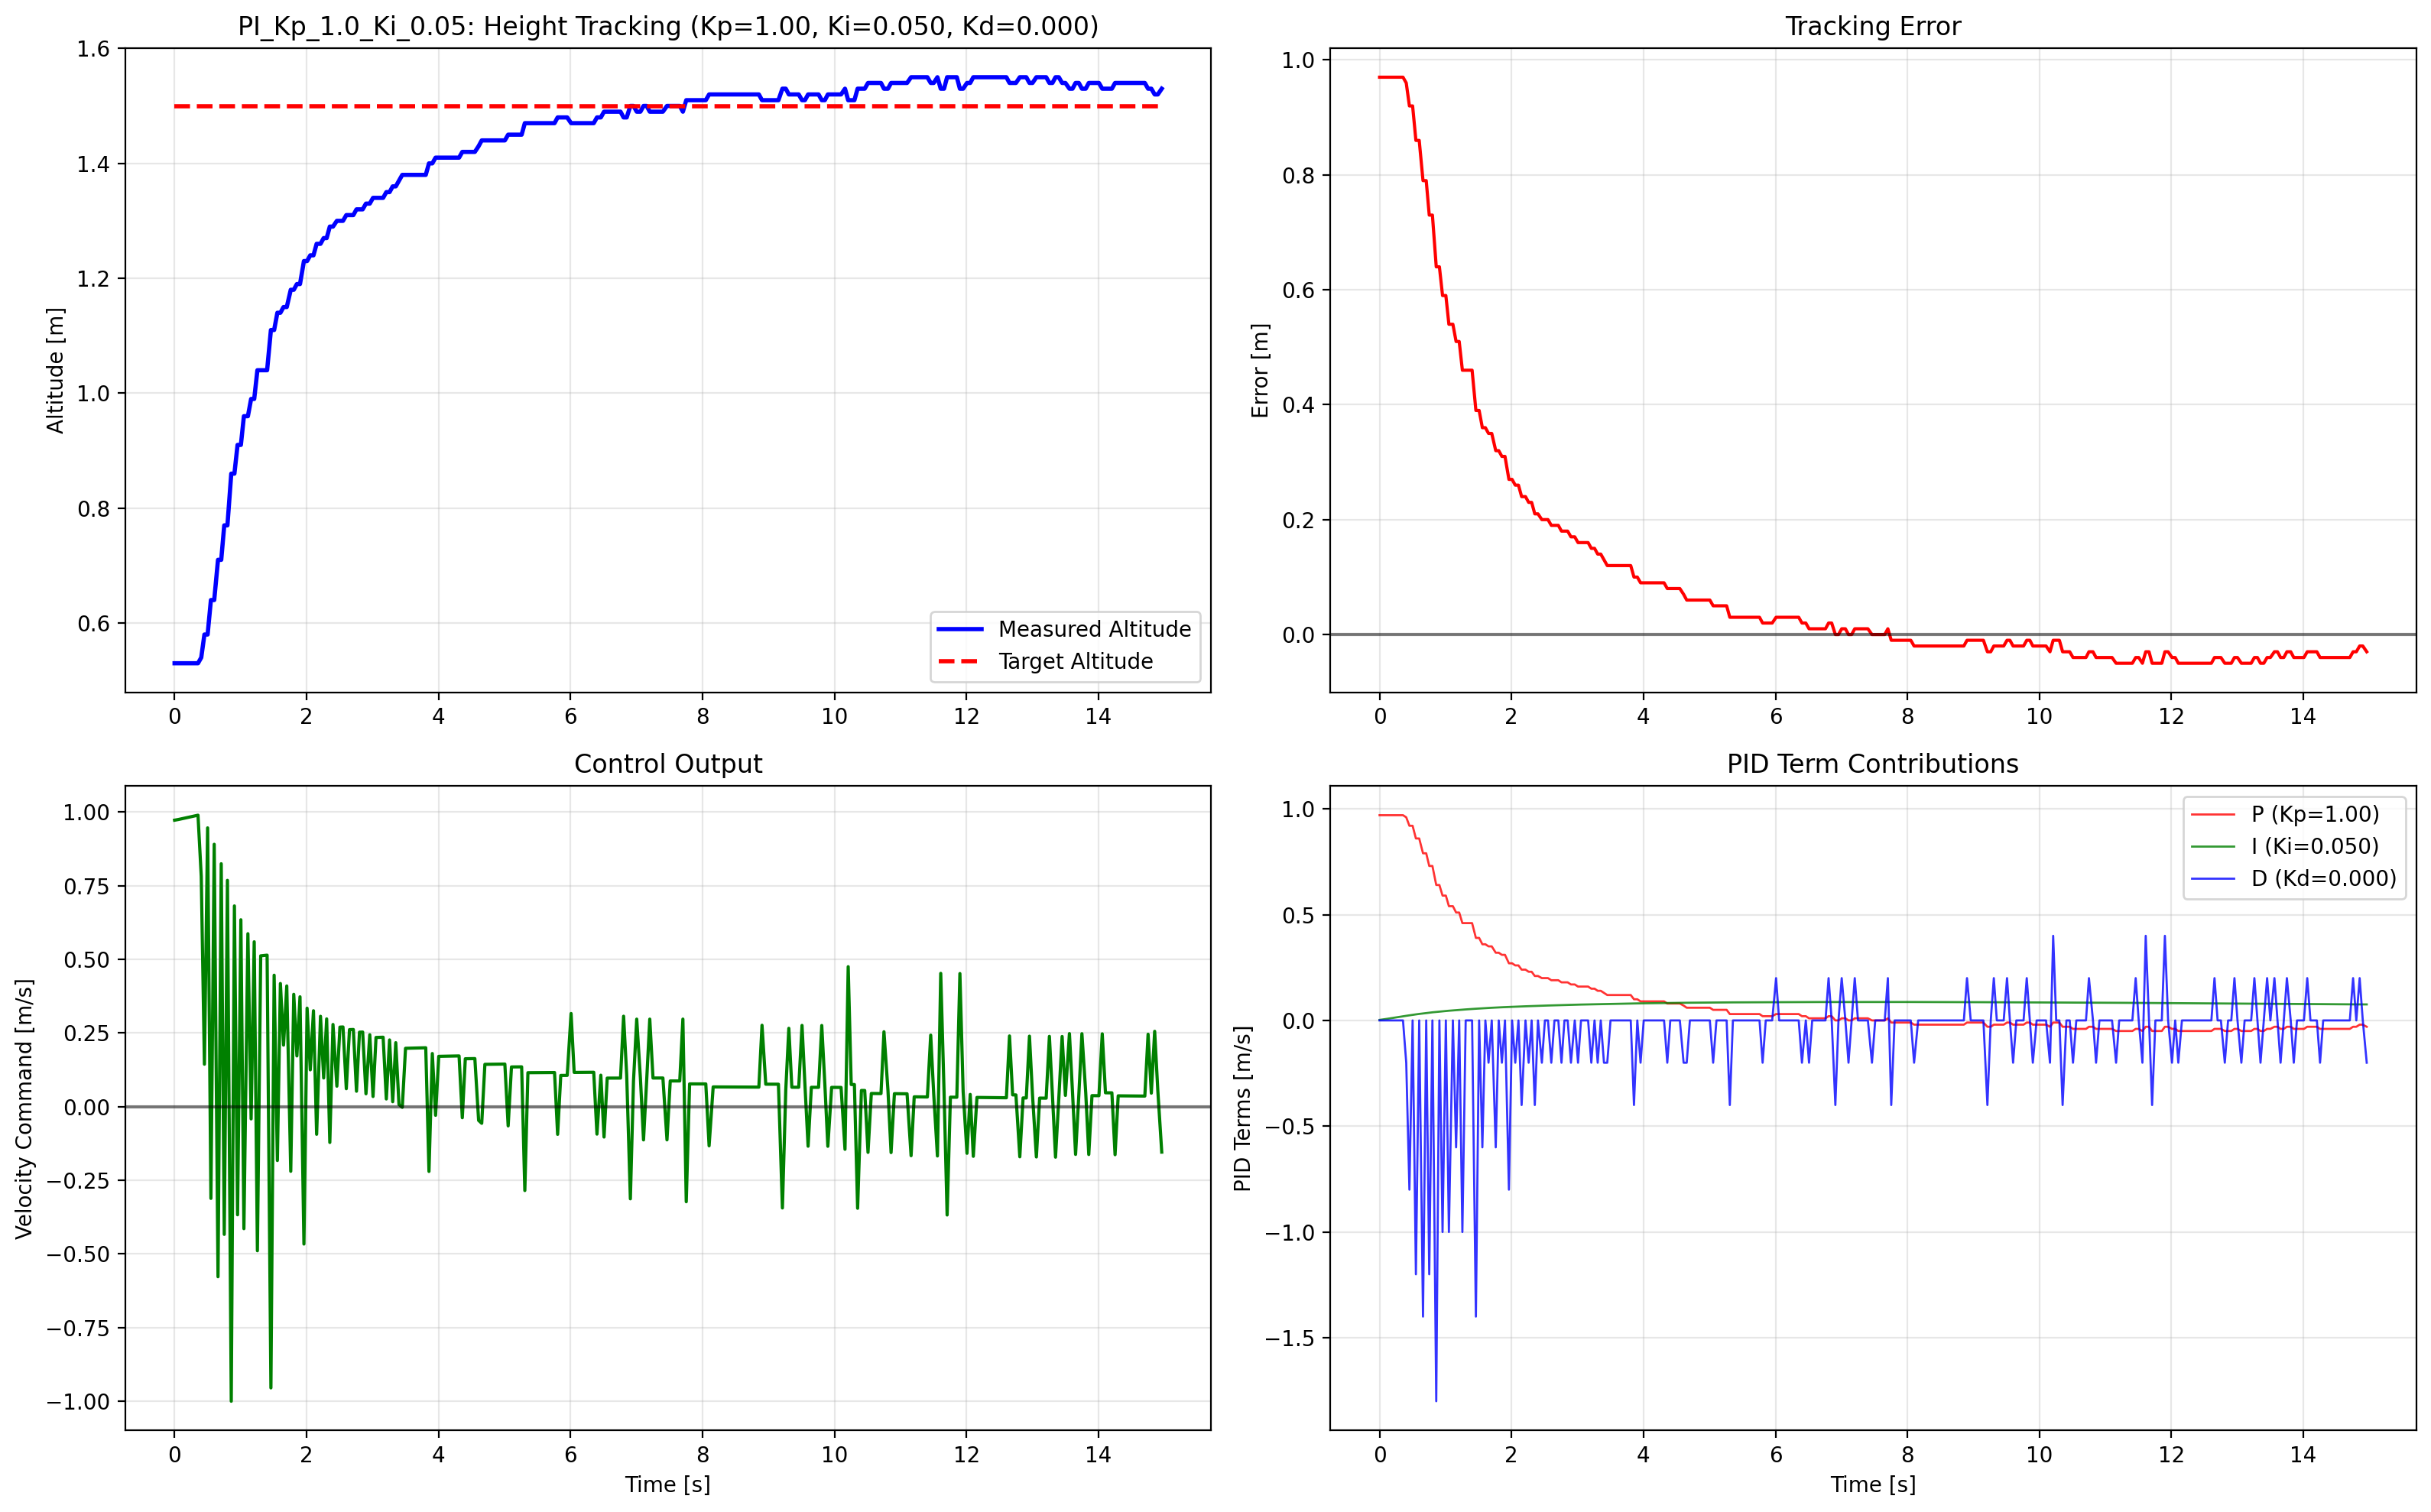 PI_Kp_1.0_Ki_0.05: Height Tracking (Kp=1.00, Ki=0.050, Kd=0.000)
1.6
1.4
1.2
1.0
0.8
0.6
Altitude [m]
Measured Altitude
Target Altitude
0 2 4 6 8 10 12 14
Tracking Error
1.0
0.8
0.6
0.4
0.2
0.0
Error [m]
0 2 4 6 8 10 12 14
Control Output
1.00
0.75
0.50
0.25
0.00
−0.25
−0.50
−0.75
−1.00
Velocity Command [m/s]
0 2 4 6 8 10 12 14
Time [s]
PID Term Contributions
1.0
0.5
0.0
−0.5
−1.0
−1.5
PID Terms [m/s]
P (Kp=1.00)
I (Ki=0.050)
D (Kd=0.000)
0 2 4 6 8 10 12 14
Time [s]